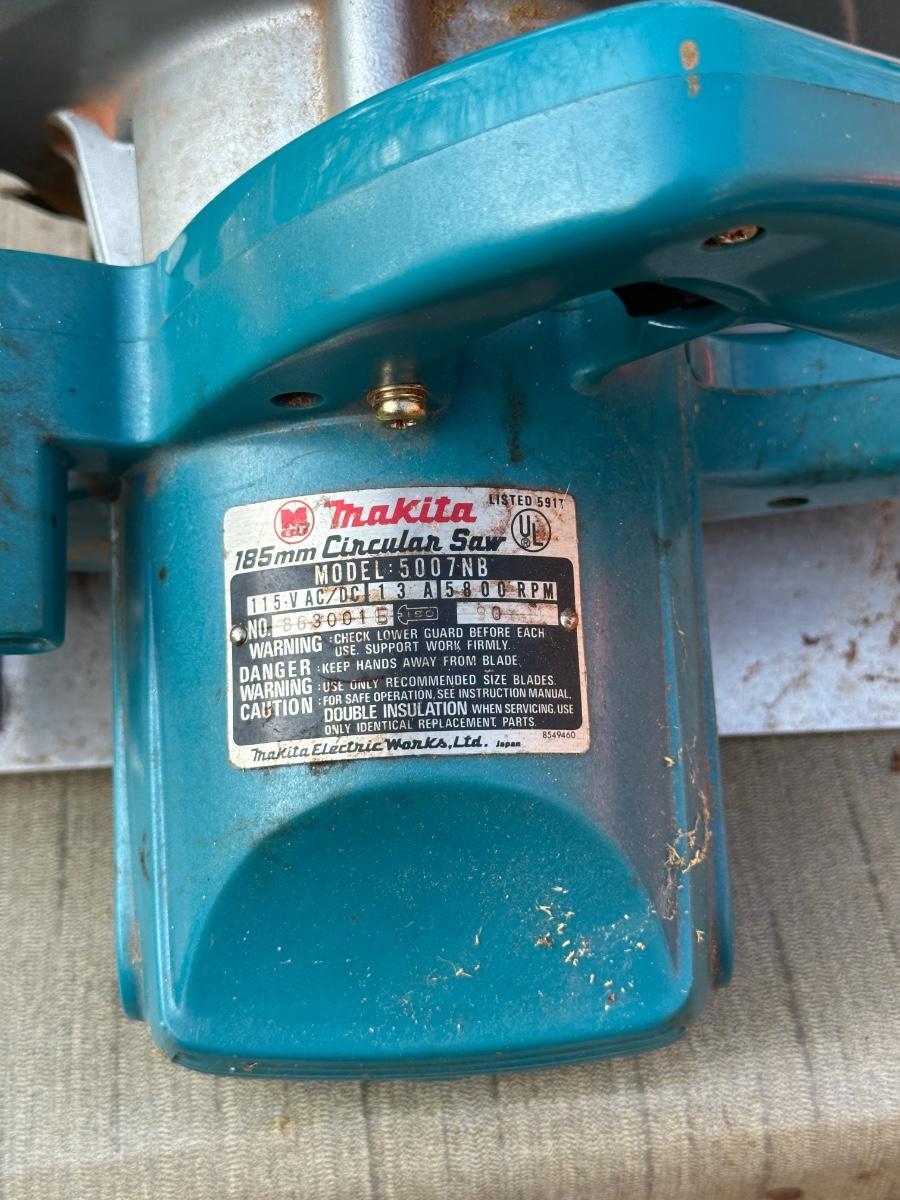 makita LISTED 591T
185mm Circular Saw UL
MODEL:5007NB
115-V AC/DC 13 A 5800 RPM
NO. 863001E 90
WARNING :CHECK LOWER GUARD BEFORE EACH
USE. SUPPORT WORK FIRMLY.
DANGER :KEEP HANDS AWAY FROM BLADE.
WARNING :USE ONLY RECOMMENDED SIZE BLADES.
CAUTION :FOR SAFE OPERATION, SEE INSTRUCTION MANUAL.
DOUBLE INSULATION WHEN SERVICING, USE
ONLY IDENTICAL REPLACEMENT PARTS.
8549460
Makita Electric Works, Ltd. Japan